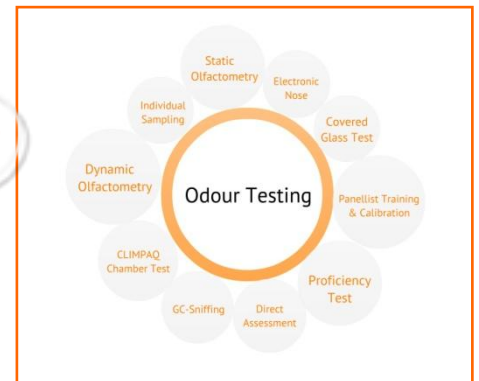 Static
Olfactometry
Electronic
Nose
Covered
Glass Test
Panellist Training
& Calibration
Proficiency
Test
Direct
Assessment
GC-Sniffing
CLIMPAQ
Chamber Test
Dynamic
Olfactometry
Individual
Sampling
Odour Testing